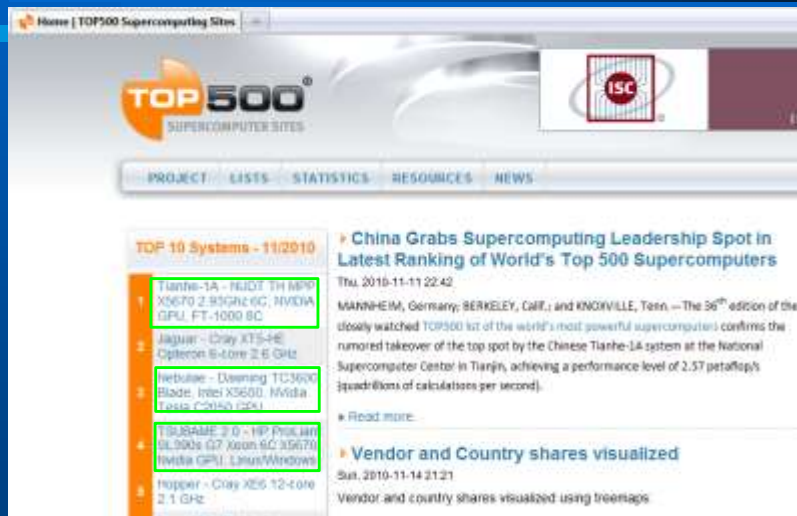 Home | TOP500 Supercomputing Sites
TOP 500®
SUPERCOMPUTER SITES
ISC
PROJECT LISTS STATISTICS RESOURCES NEWS
TOP 10 Systems - 11/2010
1 Tianhe-1A - NUDT TH MPP
X5670 2.93Ghz 6C, NVIDIA
GPU, FT-1000 8C
2 Jaguar - Cray XT5-HE
Opteron 6-core 2.6 GHz
3 Nebulae - Dawning TC3600
Blade, Intel X5650, NVidia
Tesla C2050 GPU
4 TSUBAME 2.0 - HP ProLiant
SL390s G7 Xeon 6C X5670,
Nvidia GPU, Linux/Windows
5 Hopper - Cray XE6 12-core
2.1 GHz
China Grabs Supercomputing Leadership Spot in
Latest Ranking of World's Top 500 Supercomputers
Thu, 2010-11-11 22:42
MANNHEIM, Germany; BERKELEY, Calif.; and KNOXVILLE, Tenn.—The 36th edition of the
closely watched TOP500 list of the world's most powerful supercomputers confirms the
rumored takeover of the top spot by the Chinese Tianhe-1A system at the National
Supercomputer Center in Tianjin, achieving a performance level of 2.57 petaflop/s
(quadrillions of calculations per second).
Read more
Vendor and Country shares visualized
Sun, 2010-11-14 21:21
Vendor and country shares visualized using treemaps